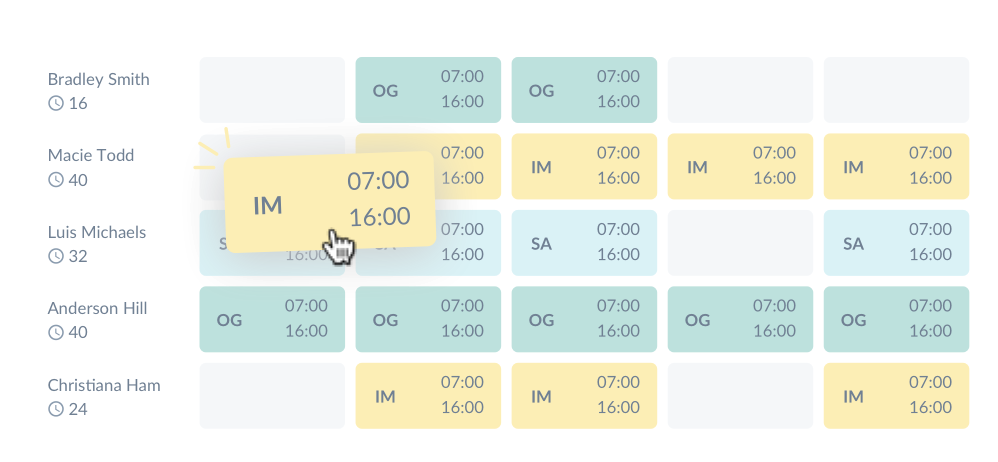 Bradley Smith
16
OG 07:00 16:00
OG 07:00 16:00
Macie Todd
40
IM 07:00 16:00
07:00 16:00
IM 07:00 16:00
IM 07:00 16:00
IM 07:00 16:00
Luis Michaels
32
16:00
07:00 16:00
SA 07:00 16:00
SA 07:00 16:00
Anderson Hill
40
OG 07:00 16:00
OG 07:00 16:00
OG 07:00 16:00
OG 07:00 16:00
OG 07:00 16:00
Christiana Ham
24
IM 07:00 16:00
IM 07:00 16:00
IM 07:00 16:00